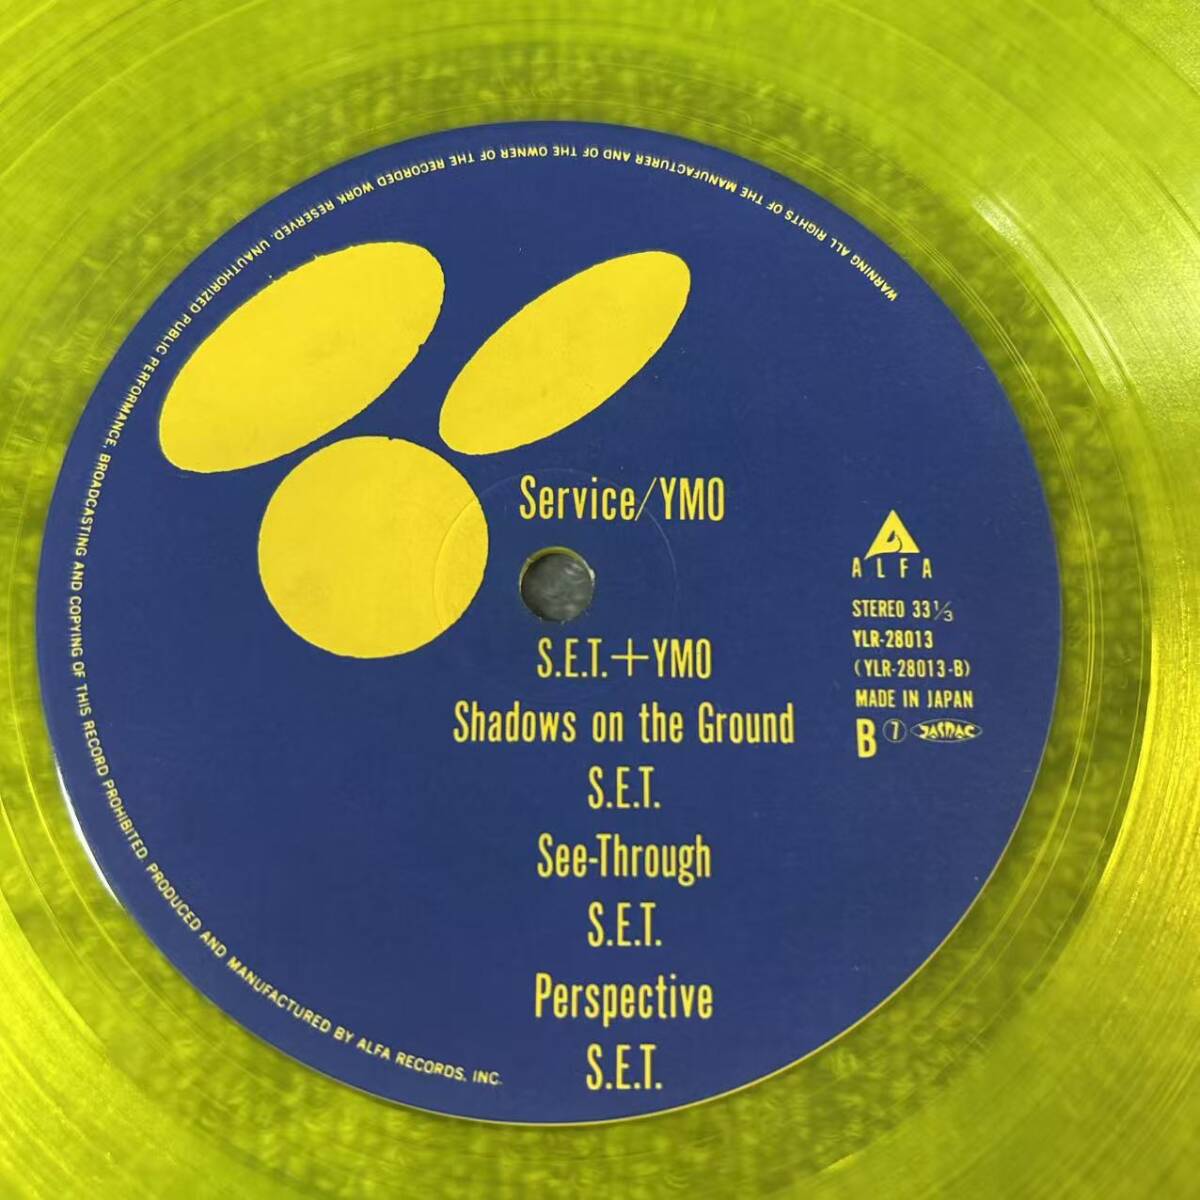 WARNING ALL RIGHTS OF THE MANUFACTURER AND OF THE OWNER OF THE RECORDED WORK RESERVED. UNAUTHORIZED PUBLIC PERFORMANCE, BROADCASTING AND COPYING OF THIS RECORD PROHIBITED. PRODUCED AND MANUFACTURED BY ALFA RECORDS, INC.
Service/YMO
S.E.T.+YMO
Shadows on the Ground
S.E.T.
See-Through
S.E.T.
Perspective
S.E.T.
ALFA
STEREO 33⅓
YLR-28013
(YLR-28013-B)
MADE IN JAPAN
B 7 JASRAC